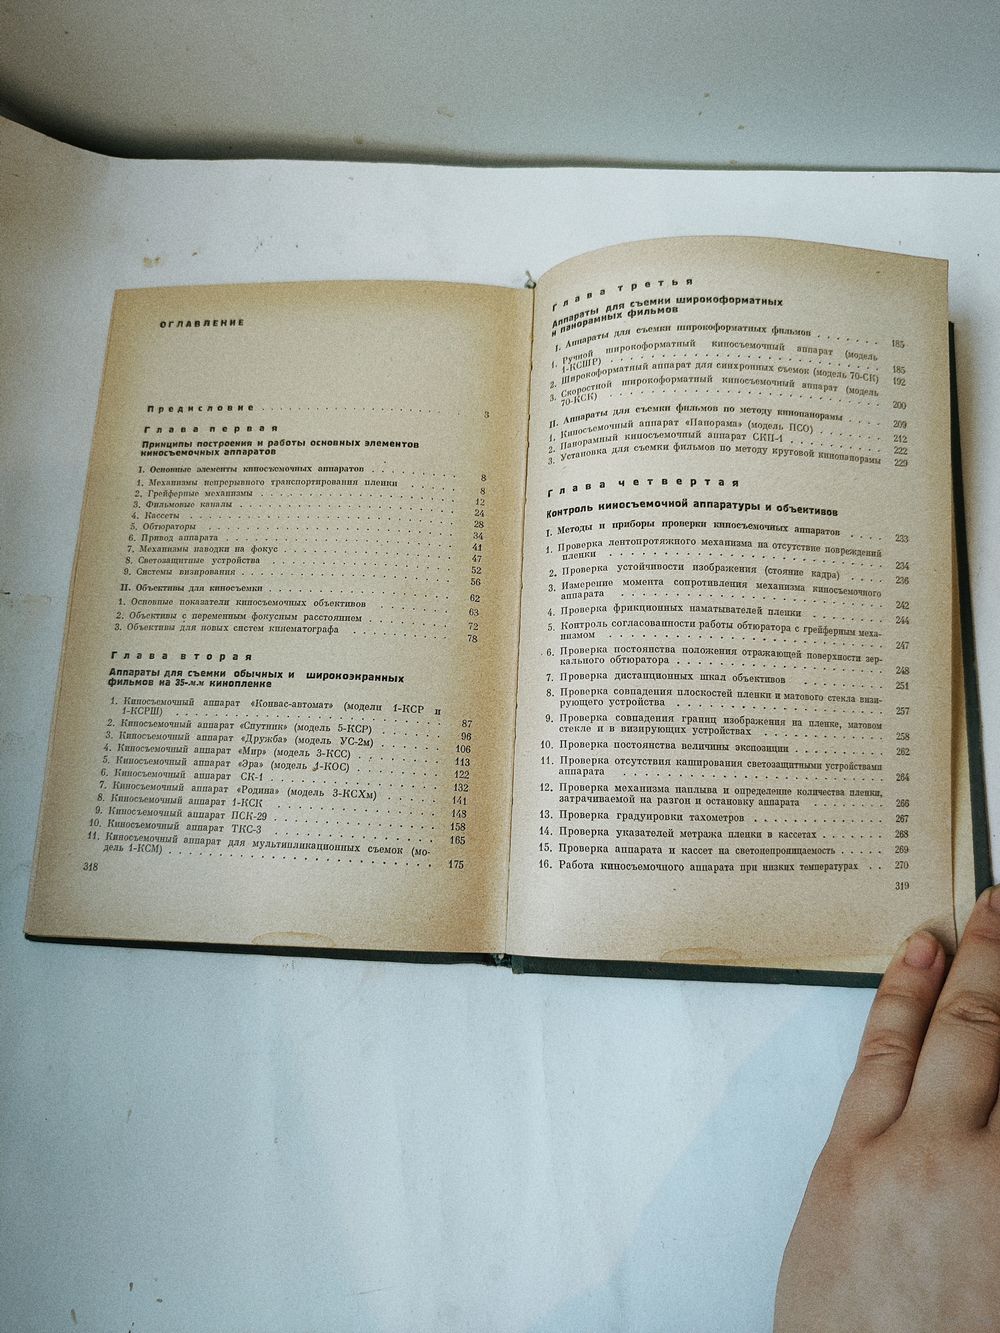 ОГЛАВЛЕНИЕ
Предисловие . . . . . . . . . . . . . . . . . . 3
Глава первая
Принципы построения и работы основных элементов
киносъемочных аппаратов
I. Основные элементы киносъемочных аппаратов . . . . 8
1. Механизмы непрерывного транспортирования пленки 8
2. Грейферные механизмы . . . . . . . . . . 12
3. Фильмовые каналы . . . . . . . . . . 24
4. Кассеты . . . . . . . . . . 28
5. Обтюраторы . . . . . . . . . . 34
6. Привод аппарата . . . . . . . . . . 41
7. Механизмы наводки на фокус . . . . . . . . . . 47
8. Светозащитные устройства . . . . . . . . . . 52
9. Системы визирования . . . . . . . . . . 56
II. Объективы для киносъемки . . . . . . . . . . 62
1. Основные показатели киносъемочных объективов 63
2. Объективы с переменным фокусным расстоянием 72
3. Объективы для новых систем кинематографа . . . . 78
Глава вторая
Аппараты для съемки обычных и широкоэкранных
фильмов на 35-мм кинопленке
1. Киносъемочный аппарат «Конвас-автомат» (модели 1-КСР и
1-КСРШ) . . . . . . . . . . 87
2. Киносъемочный аппарат «Спутник» (модель 5-КСР) . . . . 96
3. Киносъемочный аппарат «Дружба» (модель УС-2м) . . . . 106
4. Киносъемочный аппарат «Мир» (модель 3-КСС) . . . . 113
5. Киносъемочный аппарат «Эра» (модель 1-КОС) . . . . 122
6. Киносъемочный аппарат СК-1 . . . . . . . . . . 132
7. Киносъемочный аппарат «Родина» (модель 3-КСХм) . . . . 141
8. Киносъемочный аппарат 1-КСК . . . . . . . . . . 148
9. Киносъемочный аппарат ПСК-29 . . . . . . . . . . 158
10. Киносъемочный аппарат ТКС-3 . . . . . . . . . . 165
11. Киносъемочный аппарат для мультипликационных съемок (мо-
дель 1-КСМ) . . . . . . . . . . 175
318
Глава третья
Аппараты для съемки широкоформатных
и панорамных фильмов
I. Аппараты для съемки широкоформатных фильмов . . . . 185
1. Ручной широкоформатный киносъемочный аппарат (модель
1-КСШР) . . . . . . . . . . 185
2. Широкоформатный аппарат для синхронных съемок (модель 70-СК) 192
3. Скоростной широкоформатный киносъемочный аппарат (модель
70-КСК) . . . . . . . . . . 200
II. Аппараты для съемки фильмов по методу кинопанорамы . . . . 209
1. Киносъемочный аппарат «Панорама» (модель ПСО) . . . . 212
2. Панорамный киносъемочный аппарат СКП-1 . . . . 222
3. Установка для съемки фильмов по методу круговой кинопанорамы 229
Глава четвертая
Контроль киносъемочной аппаратуры и объективов
I. Методы и приборы проверки киносъемочных аппаратов . . . . 233
1. Проверка лентопротяжного механизма на отсутствие повреждений
пленки . . . . . . . . . . 234
2. Проверка устойчивости изображения (стояние кадра) . . . . 236
3. Измерение момента сопротивления механизма киносъемочного
аппарата . . . . . . . . . . 242
4. Проверка фрикционных наматывателей пленки . . . . 244
5. Контроль согласованности работы обтюратора с грейферным меха-
низмом . . . . . . . . . . 247
6. Проверка постоянства положения отражающей поверхности зер-
кального обтюратора . . . . . . . . . . 248
7. Проверка дистанционных шкал объективов . . . . 251
8. Проверка совпадения плоскостей пленки и матового стекла визи-
рующего устройства . . . . . . . . . . 257
9. Проверка совпадения границ изображения на пленке, матовом
стекле и в визирующих устройствах . . . . . . . . . . 258
10. Проверка постоянства величины экспозиции . . . . 262
11. Проверка отсутствия каширования светозащитными устройствами
аппарата . . . . . . . . . . 264
12. Проверка механизма наплыва и определение количества пленки,
затрачиваемой на разгон и остановку аппарата . . . . 266
13. Проверка градуировки тахометров . . . . . . . . . . 267
14. Проверка указателей метража пленки в кассетах . . . . 268
15. Проверка аппарата и кассет на светонепроницаемость . . . . 269
16. Работа киносъемочного аппарата при низких температурах . . 270
319